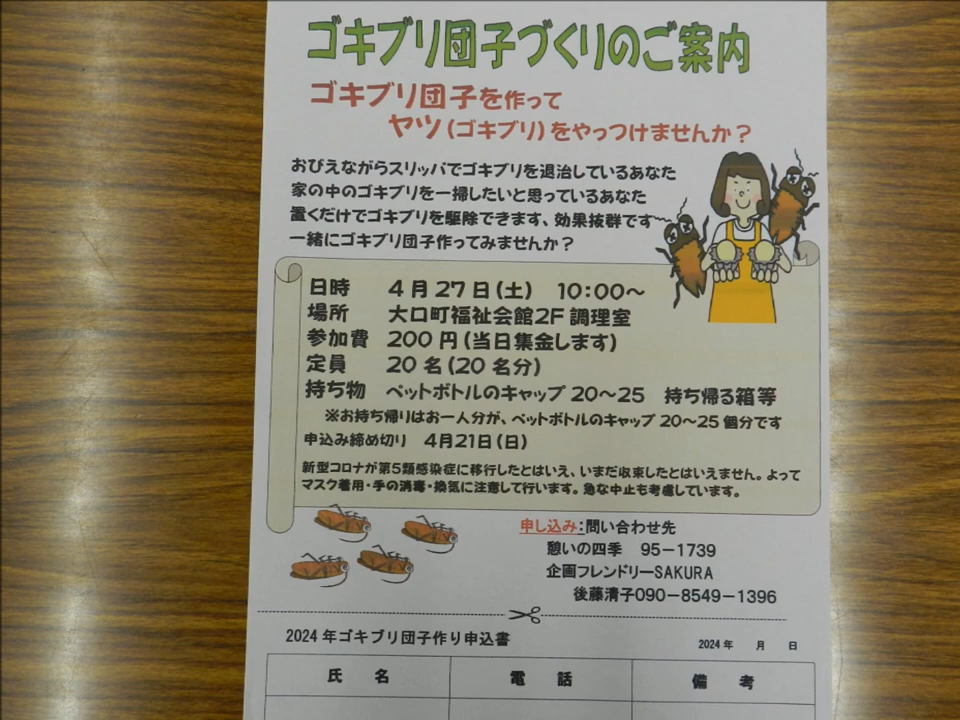 ゴキブリ団子づくりのご案内
ゴキブリ団子を作って
ヤツ(ゴキブリ)をやっつけませんか？
おびえながらスリッパでゴキブリを退治しているあなた
家の中のゴキブリを一掃したいと思っているあなた
置くだけでゴキブリを駆除できます、効果抜群です
一緒にゴキブリ団子作ってみませんか？
日時　4月27日(土)　10:00～
場所　大口町福祉会館2F調理室
参加費　200円(当日集金します)
定員　20名(20名分)
持ち物　ペットボトルのキャップ20～25　持ち帰る箱等
※お持ち帰りはお一人分が、ペットボトルのキャップ20～25個分です
申込み締め切り　4月21日(日)
新型コロナが第5類感染症に移行したとはいえ、いまだ収束したとはいえません。よって
マスク着用・手の消毒・換気に注意して行います。急な中止も考慮しています。
申し込み:問い合わせ先
憩いの四季　95－1739
企画フレンドリーSAKURA
後藤清子090－8549－1396
2024年ゴキブリ団子作り申込書　2024年　月　日
氏　名　電　話　備　考